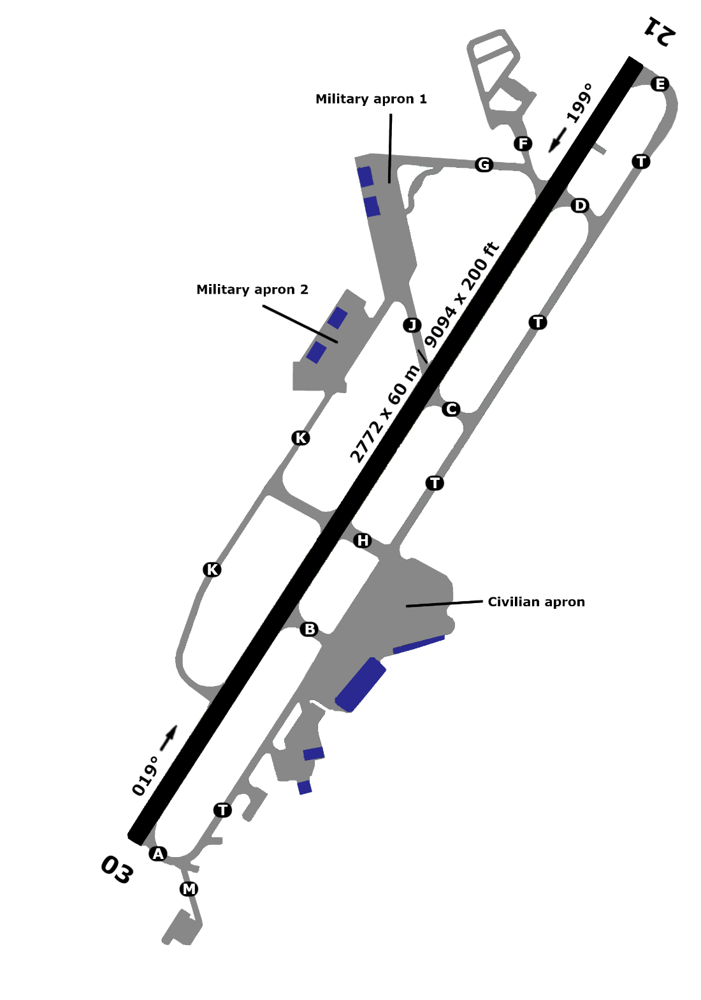 21
E
199°
Military apron 1
F
G
T
D
Military apron 2
9094 x 200 ft
T
J
2772 x 60 m /
C
K
T
H
K
Civilian apron
B
019°
T
A
03
M